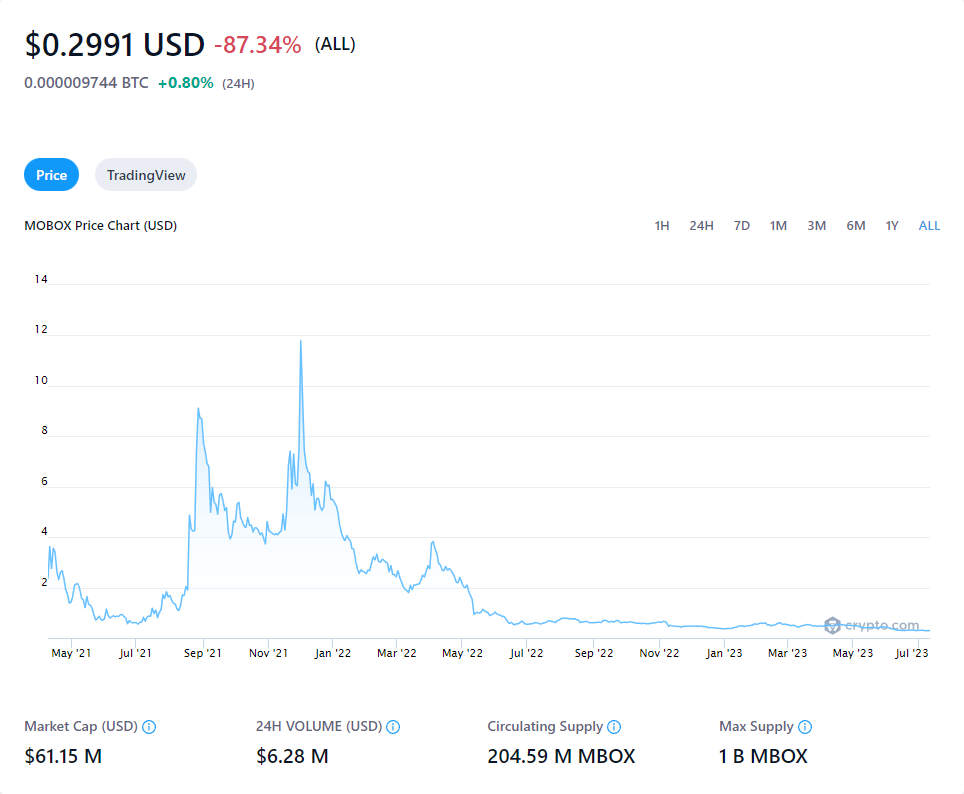 $0.2991 USD -87.34% (ALL)
0.000009744 BTC +0.80% (24H)
Price TradingView
MOBOX Price Chart (USD) 1H 24H 7D 1M 3M 6M 1Y ALL
14
12
10
8
6
4
2
crypto.com
May '21 Jul '21 Sep '21 Nov '21 Jan '22 Mar '22 May '22 Jul '22 Sep '22 Nov '22 Jan '23 Mar '23 May '23 Jul '23
Market Cap (USD) 24H VOLUME (USD) Circulating Supply Max Supply
$61.15 M $6.28 M 204.59 M MBOX 1 B MBOX